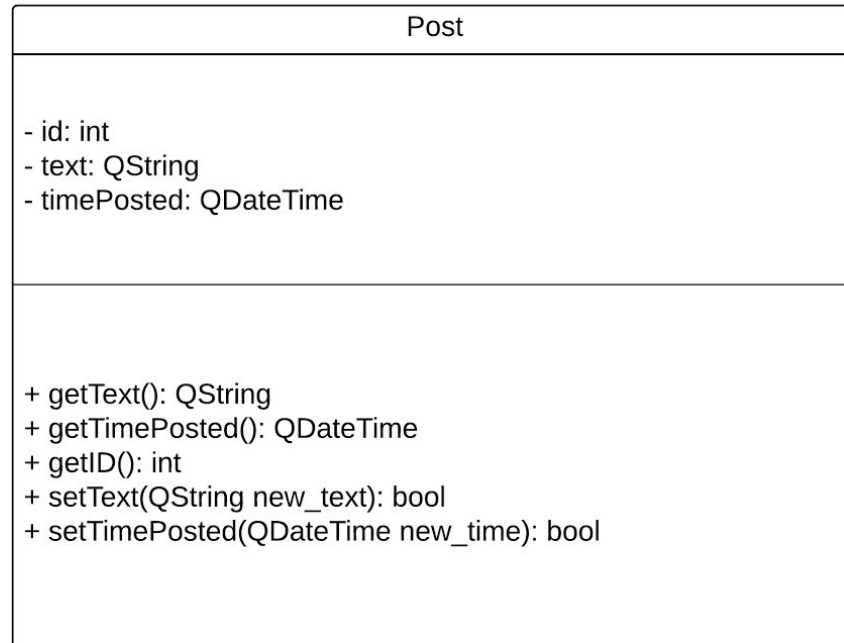 Post
- id: int
- text: QString
- timePosted: QDateTime
+ getText(): QString
+ getTimePosted(): QDateTime
+ getID(): int
+ setText(QString new_text): bool
+ setTimePosted(QDateTime new_time): bool